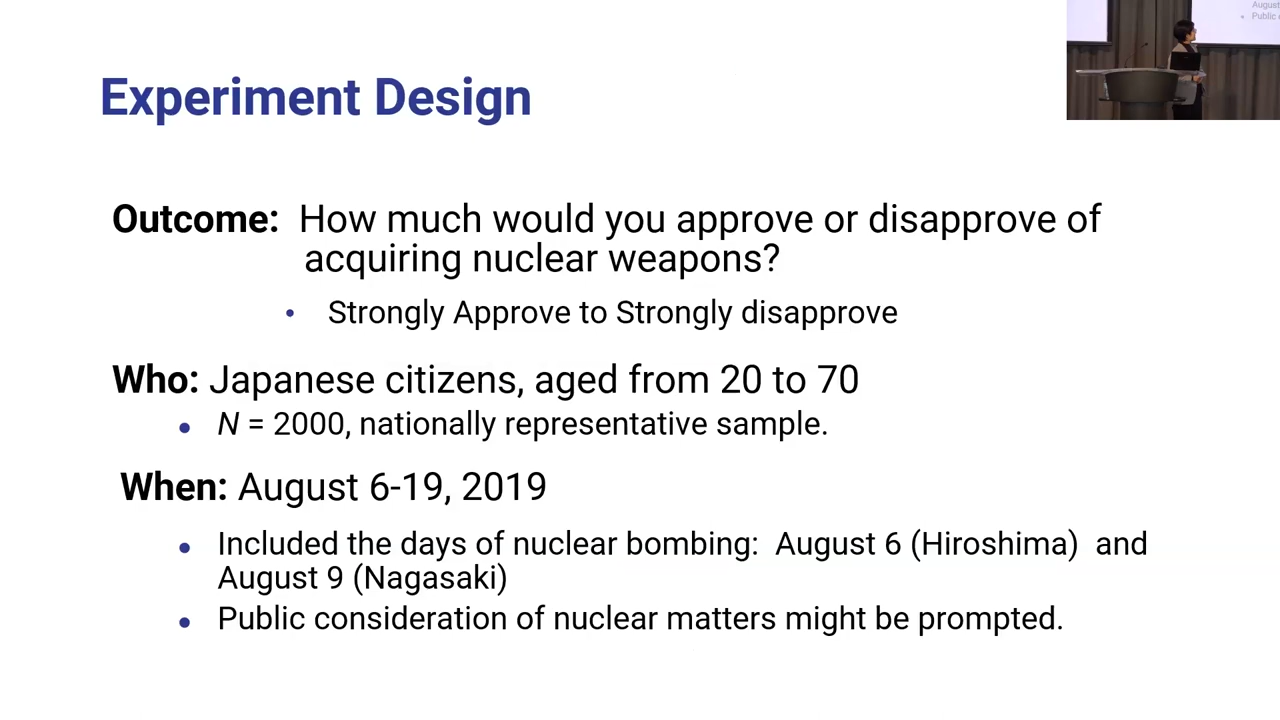 August
• Public
Experiment Design
Outcome: How much would you approve or disapprove of
acquiring nuclear weapons?
• Strongly Approve to Strongly disapprove
Who: Japanese citizens, aged from 20 to 70
• N = 2000, nationally representative sample.
When: August 6-19, 2019
• Included the days of nuclear bombing: August 6 (Hiroshima) and
August 9 (Nagasaki)
• Public consideration of nuclear matters might be prompted.